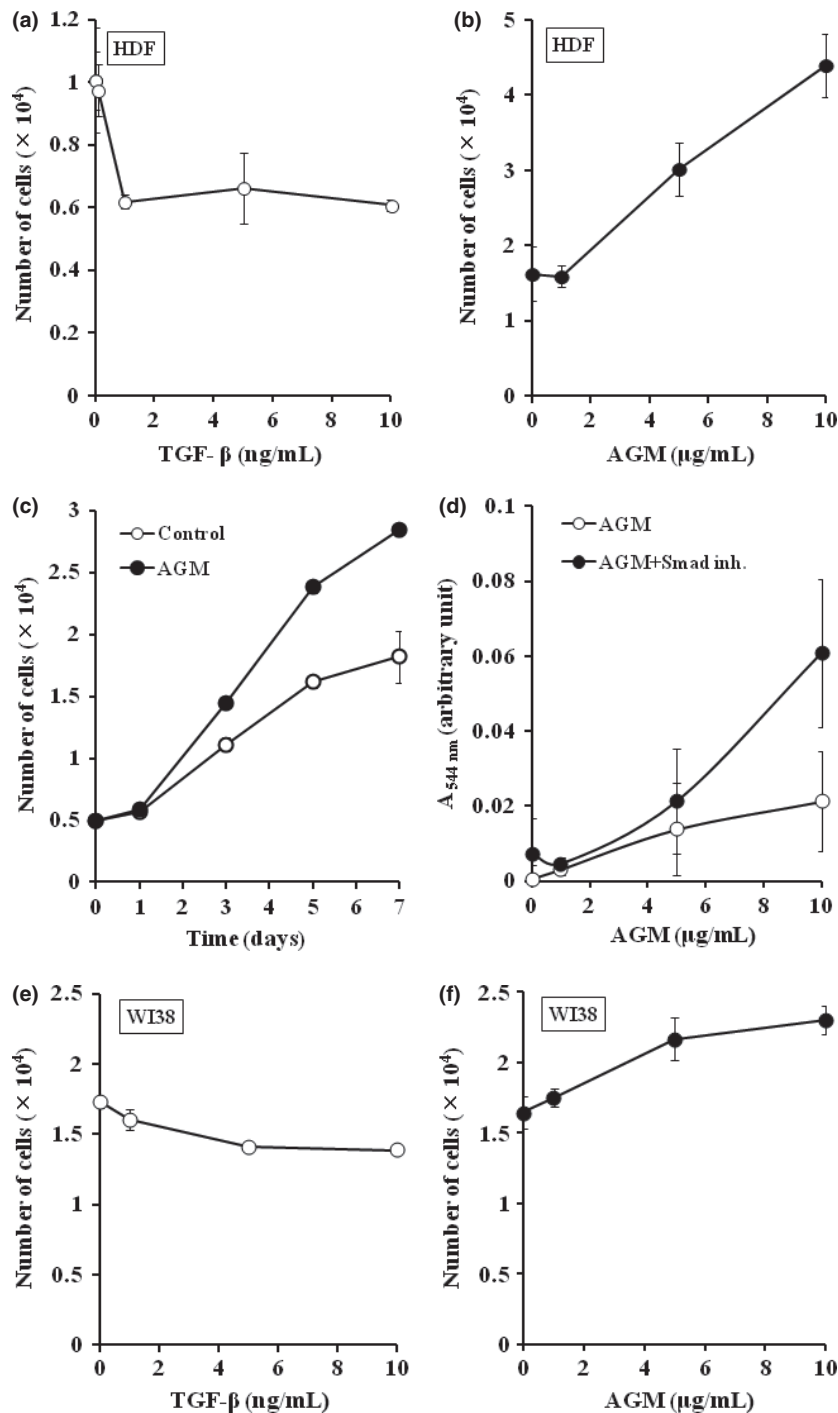 (a)
HDF
Number of cells (× 10⁴)
1.2
1
0.8
0.6
0.4
0.2
0
0 2 4 6 8 10
TGF- β (ng/mL)
(b)
HDF
Number of cells (× 10⁴)
5
4
3
2
1
0
0 2 4 6 8 10
AGM (μg/mL)
(c)
Control
AGM
Number of cells (× 10⁴)
3
2.5
2
1.5
1
0.5
0
0 1 3 5 7
Time (days)
(d)
AGM
AGM+Smad inh.
A544 nm (arbitrary unit)
0.1
0.08
0.06
0.04
0.02
0
0 2 4 6 8 10
AGM (μg/mL)
(e)
WI38
Number of cells (× 10⁴)
2.5
2
1.5
1
0.5
0
0 2 4 6 8 10
TGF-β (ng/mL)
(f)
WI38
Number of cells (× 10⁴)
2.5
2
1.5
1
0.5
0
0 2 4 6 8 10
AGM (μg/mL)